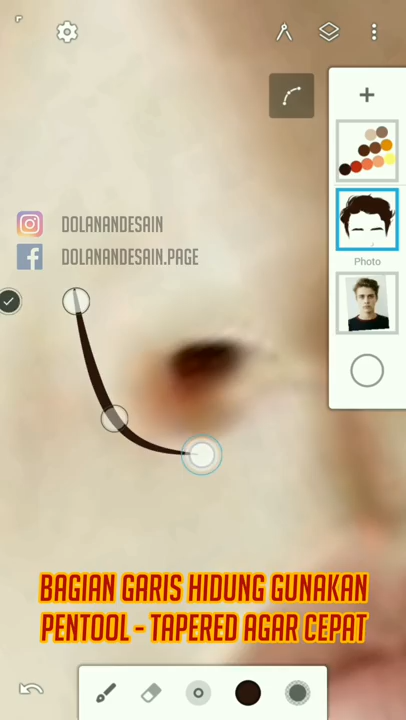 DOLANANDESAIN
DOLANANDESAIN.PAGE
Photo
BAGIAN GARIS HIDUNG GUNAKAN
PENTOOL - TAPERED AGAR CEPAT